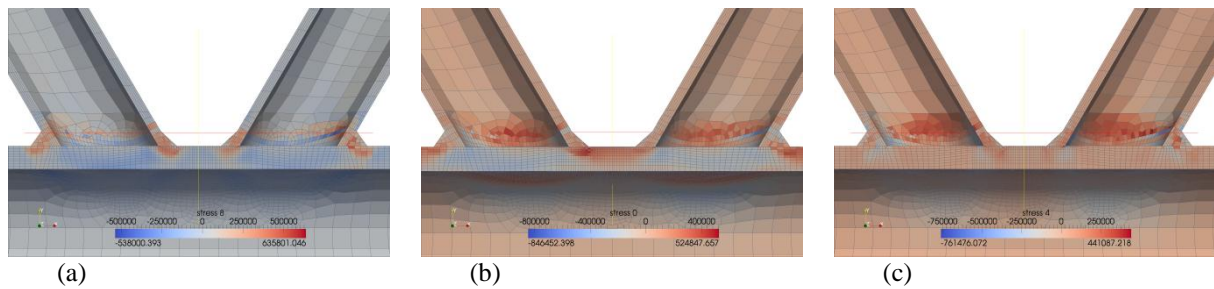 stress 8
-500000 -250000 0 250000 500000
-538000.393 635801.046
(a)
stress 0
-800000 -400000 0 400000
-846452.398 524847.657
(b)
stress 4
-750000 -500000 -250000 0 250000
-761476.072 441087.218
(c)